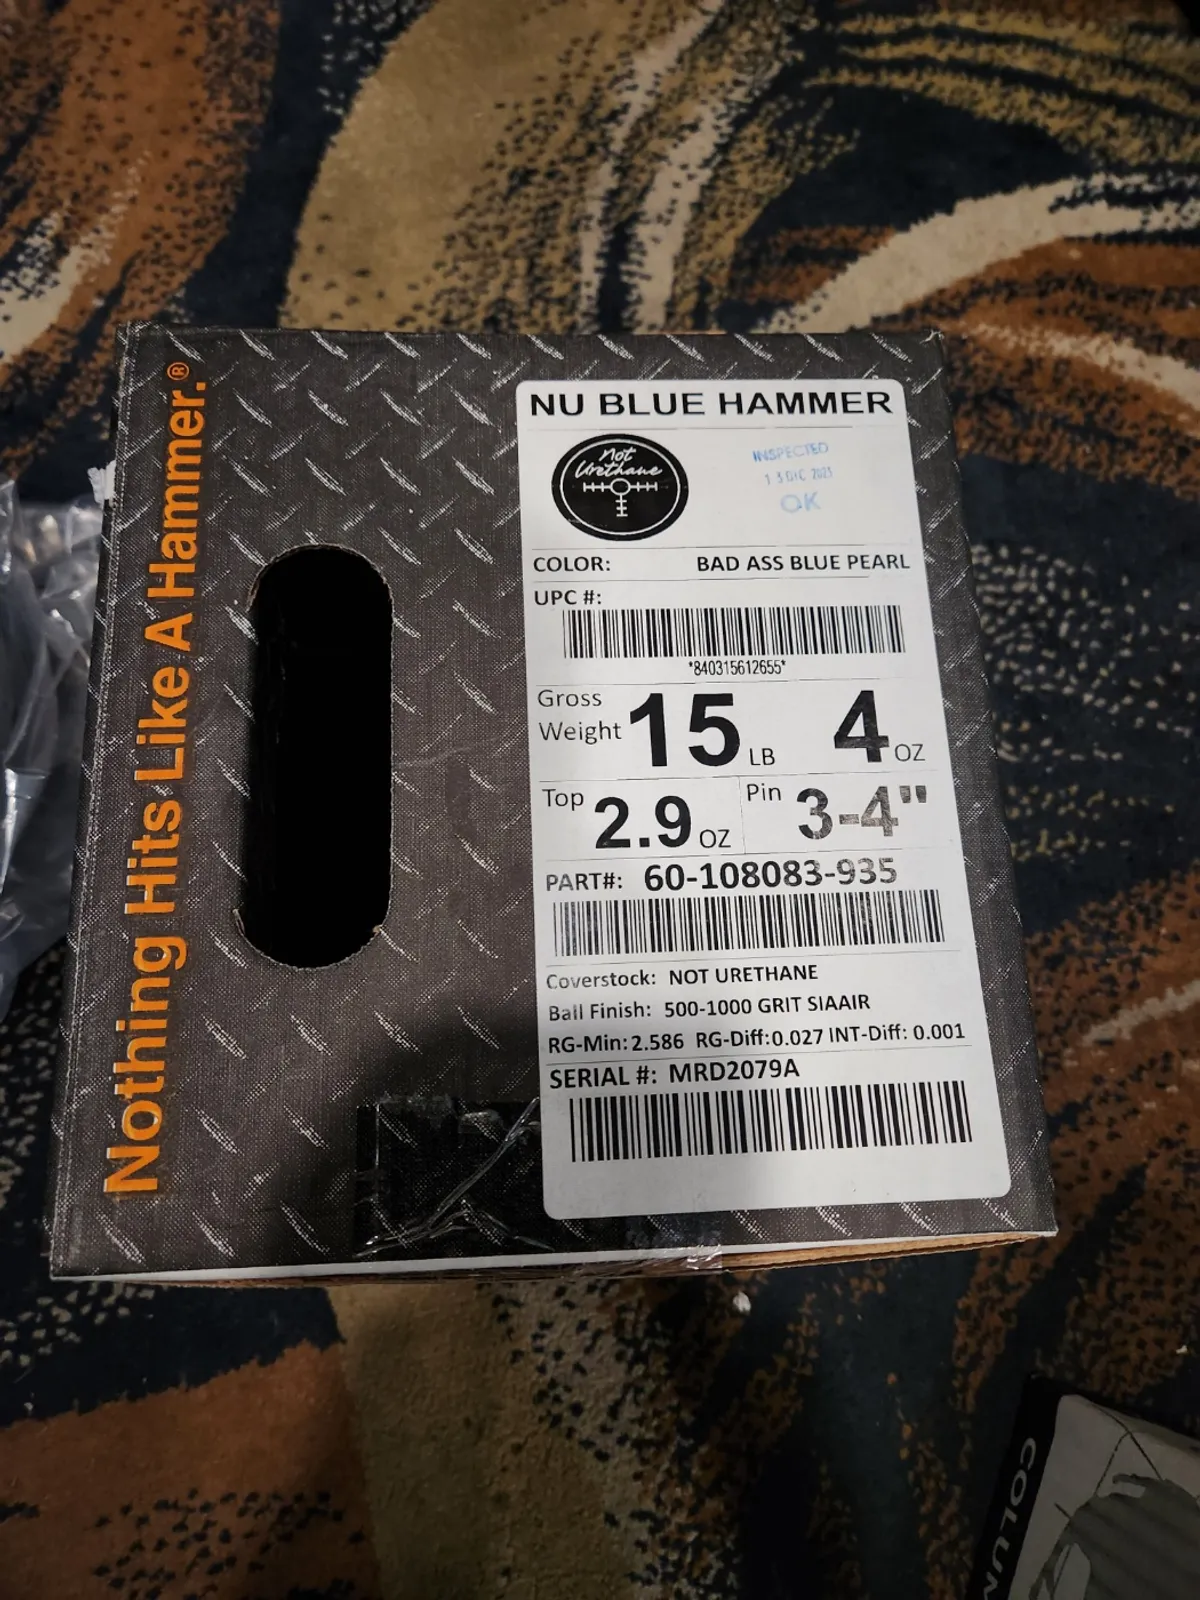 Nothing Hits Like A Hammer.®
NU BLUE HAMMER
Not
Urethane
INSPECTED
13 DIC 2023
OK
COLOR: BAD ASS BLUE PEARL
UPC #:
*840315612655*
Gross
Weight 15 LB 4 OZ
Top 2.9 OZ Pin 3-4"
PART#: 60-108083-935
Coverstock: NOT URETHANE
Ball Finish: 500-1000 GRIT SIAAIR
RG-Min: 2.586 RG-Diff:0.027 INT-Diff: 0.001
SERIAL #: MRD2079A